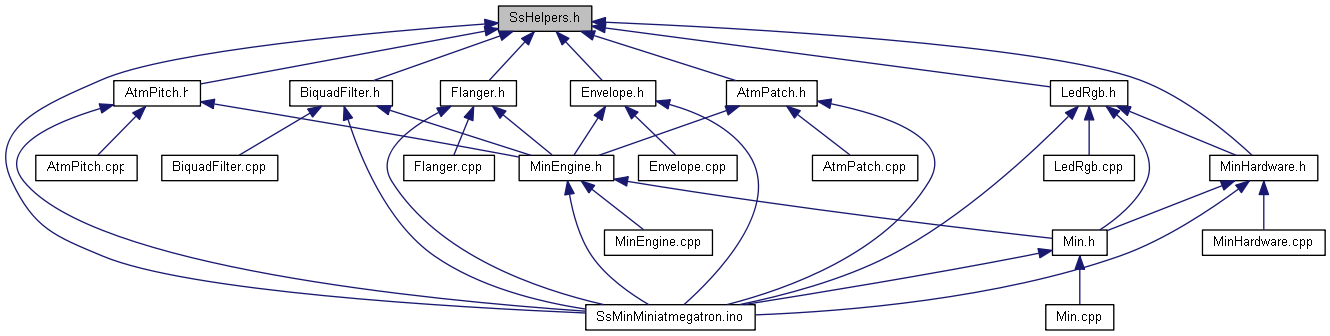 SsHelpers.h
AtmPitch.h
BiquadFilter.h
Flanger.h
Envelope.h
AtmPatch.h
LedRgb.h
AtmPitch.cpp
BiquadFilter.cpp
Flanger.cpp
MinEngine.h
Envelope.cpp
AtmPatch.cpp
LedRgb.cpp
MinHardware.h
MinEngine.cpp
Min.h
MinHardware.cpp
SsMinMiniatmegatron.ino
Min.cpp